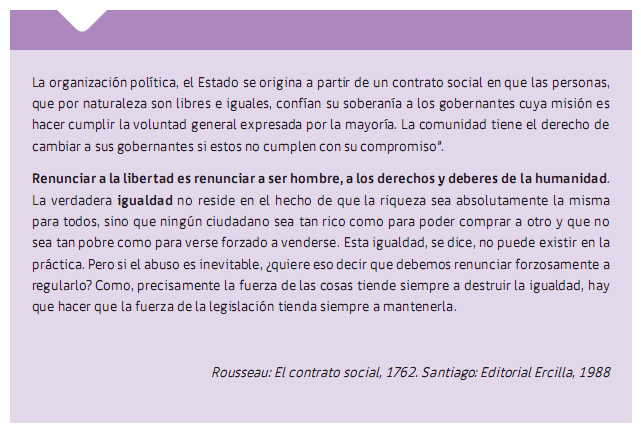 La organización política, el Estado se origina a partir de un contrato social en que las personas,
que por naturaleza son libres e iguales, confían su soberanía a los gobernantes cuya misión es
hacer cumplir la voluntad general expresada por la mayoría. La comunidad tiene el derecho de
cambiar a sus gobernantes si estos no cumplen con su compromiso”.
Renunciar a la libertad es renunciar a ser hombre, a los derechos y deberes de la humanidad.
La verdadera igualdad no reside en el hecho de que la riqueza sea absolutamente la misma
para todos, sino que ningún ciudadano sea tan rico como para poder comprar a otro y que no
sea tan pobre como para verse forzado a venderse. Esta igualdad, se dice, no puede existir en la
práctica. Pero si el abuso es inevitable, ¿quiere eso decir que debemos renunciar forzosamente a
regularlo? Como, precisamente la fuerza de las cosas tiende siempre a destruir la igualdad, hay
que hacer que la fuerza de la legislación tienda siempre a mantenerla.
Rousseau: El contrato social, 1762. Santiago: Editorial Ercilla, 1988